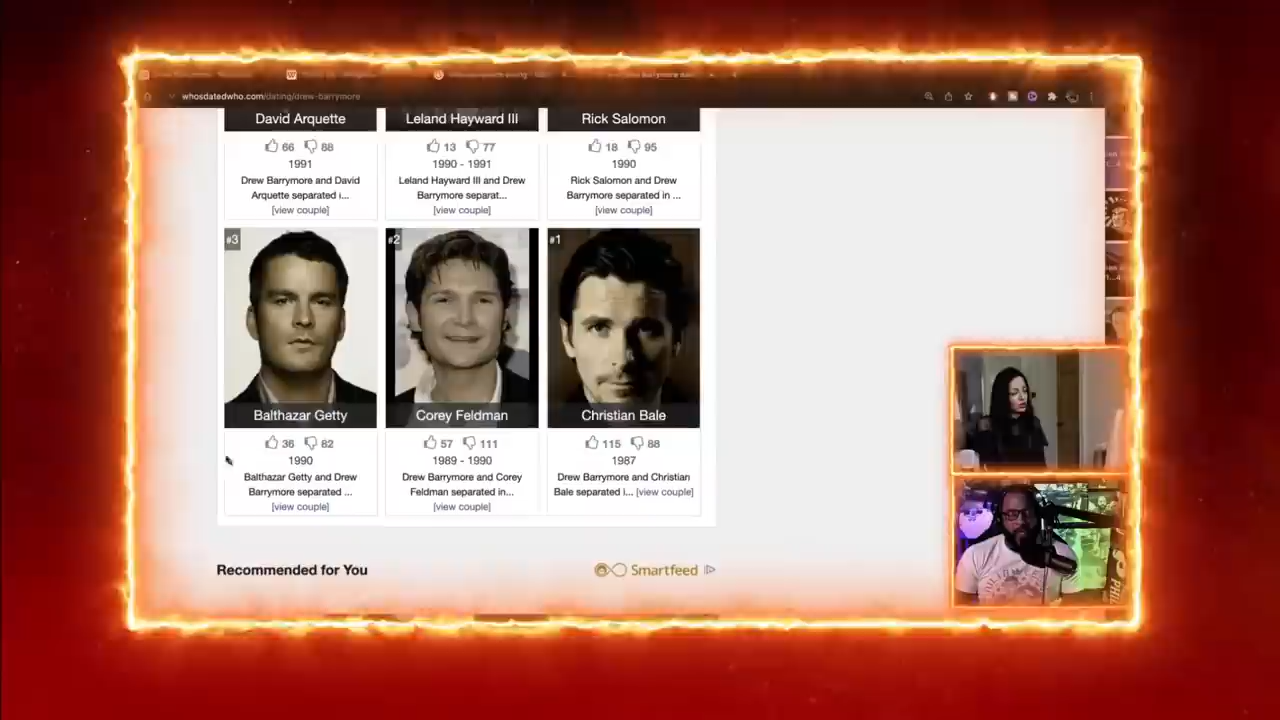 whosdatedwho.com/dating/drew-barrymore
David Arquette
Leland Hayward III
Rick Salomon
66 88
13 77
18 95
1991
1990 - 1991
1990
Drew Barrymore and David
Arquette separated i...
[view couple]
Leland Hayward III and Drew
Barrymore separat...
[view couple]
Rick Salomon and Drew
Barrymore separated in ...
[view couple]
#3
#2
#1
Balthazar Getty
Corey Feldman
Christian Bale
36 82
57 111
115 88
1990
1989 - 1990
1987
Balthazar Getty and Drew
Barrymore separated ...
[view couple]
Drew Barrymore and Corey
Feldman separated in...
[view couple]
Drew Barrymore and Christian
Bale separated i... [view couple]
Recommended for You
Smartfeed